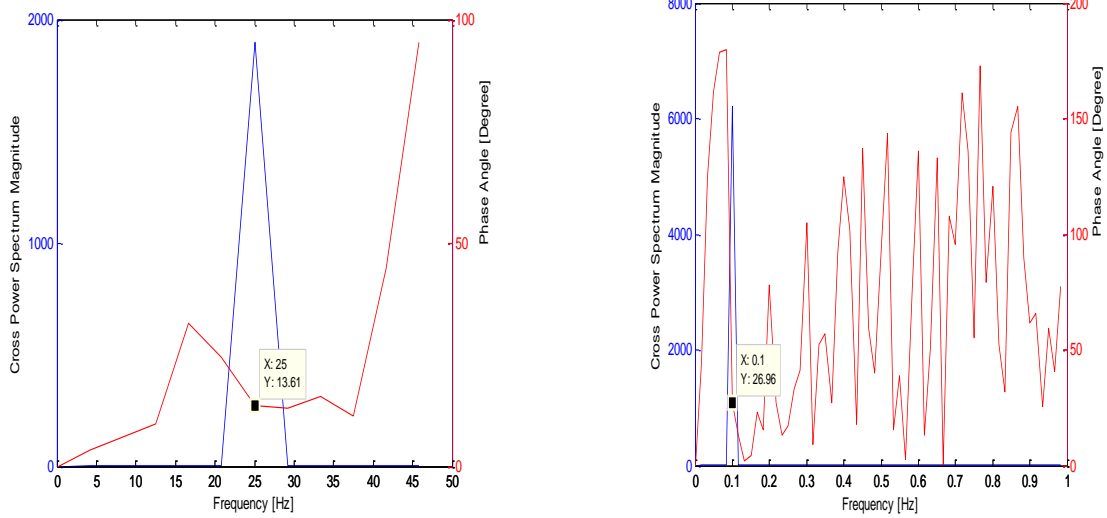 2000
1000
0
100
50
0
Cross Power Spectrum Magnitude
Phase Angle [Degree]
X: 25
Y: 13.61
0 5 10 15 20 25 30 35 40 45 50
Frequency [Hz]
8000
6000
4000
2000
0
200
150
100
50
0
Cross Power Spectrum Magnitude
Phase Angle [Degree]
X: 0.1
Y: 26.96
0 0.1 0.2 0.3 0.4 0.5 0.6 0.7 0.8 0.9 1
Frequency [Hz]